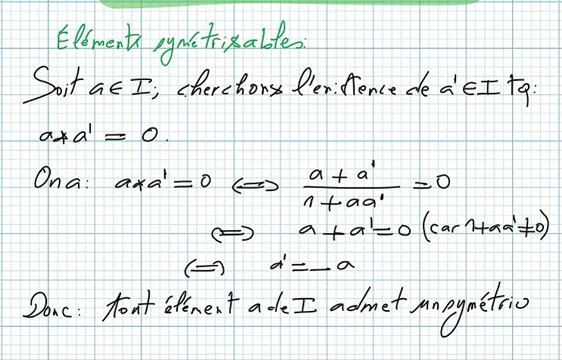 Éléments symétrisables:
Soit a ∈ I; cherchons l'existence de a' ∈ I tq:
a * a' = 0.
On a: a * a' = 0 ⟺ (a + a') / (1 + aa') = 0
⟺ a + a' = 0 (car 1 + aa' ≠ 0)
⟺ a' = -a
Donc: tout élément a de I admet un symétriq